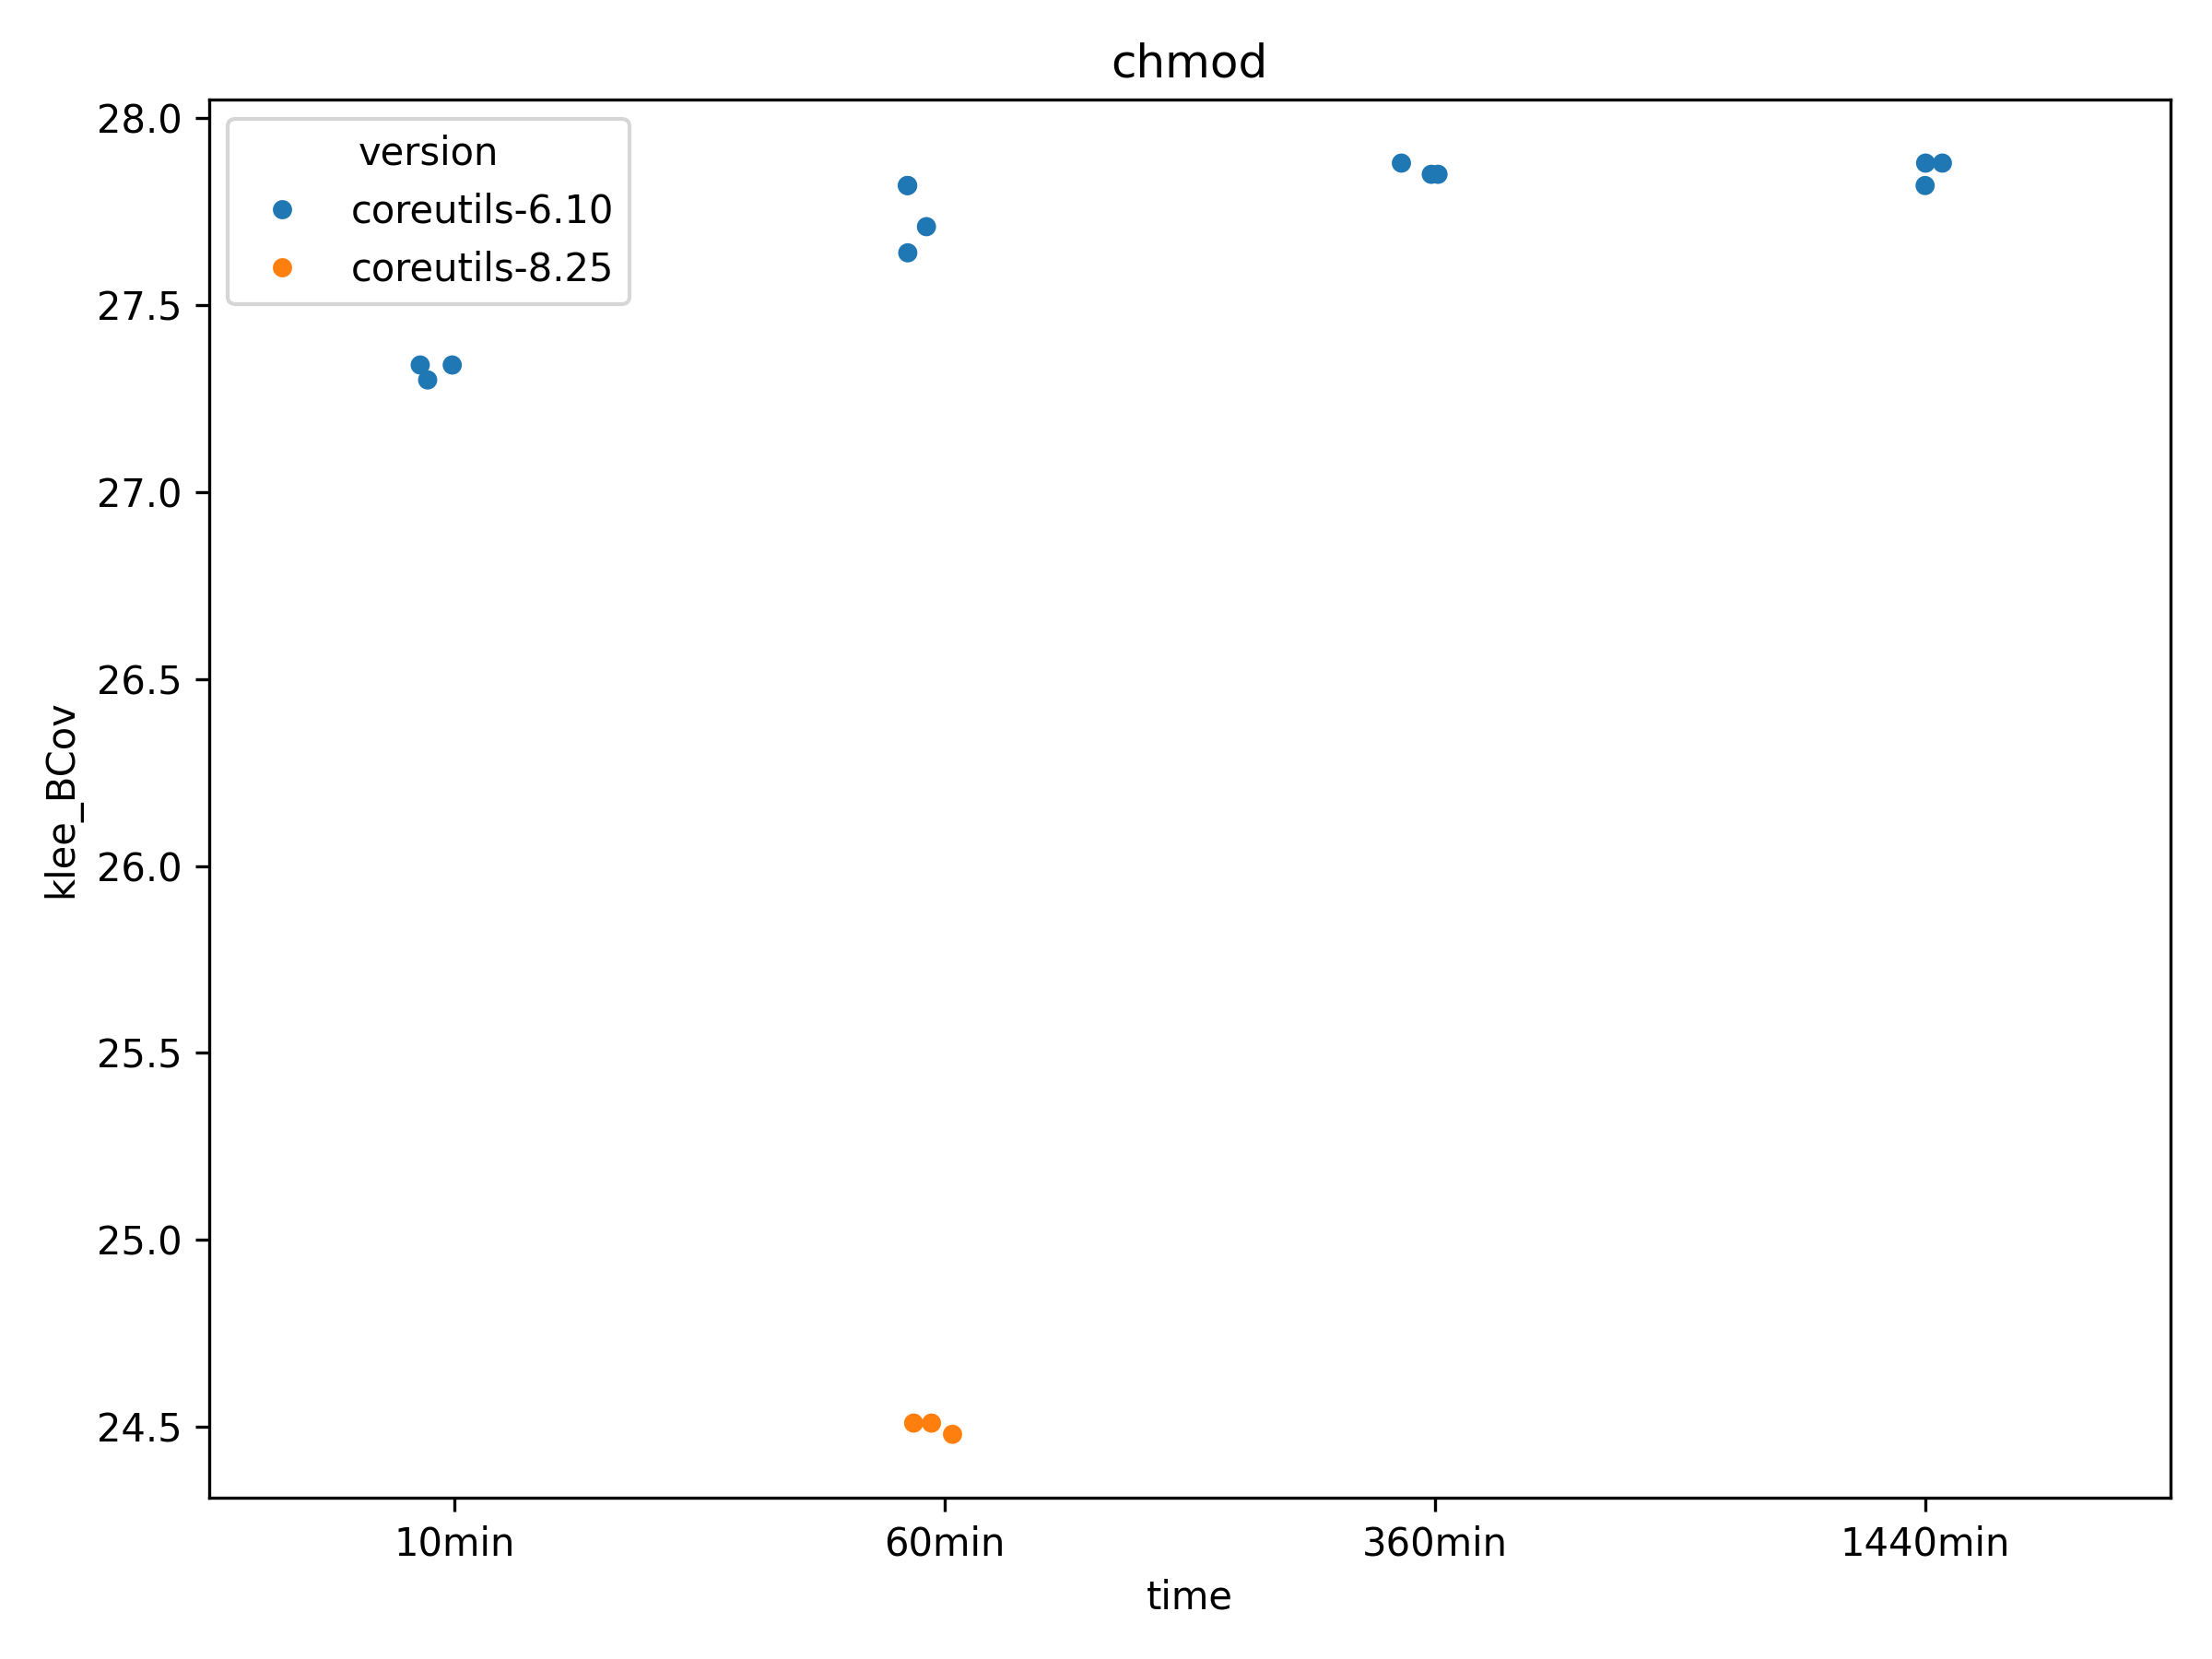 chmod
28.0
27.5
27.0
26.5
26.0
25.5
25.0
24.5
klee_BCov
version
coreutils-6.10
coreutils-8.25
10min
60min
360min
1440min
time